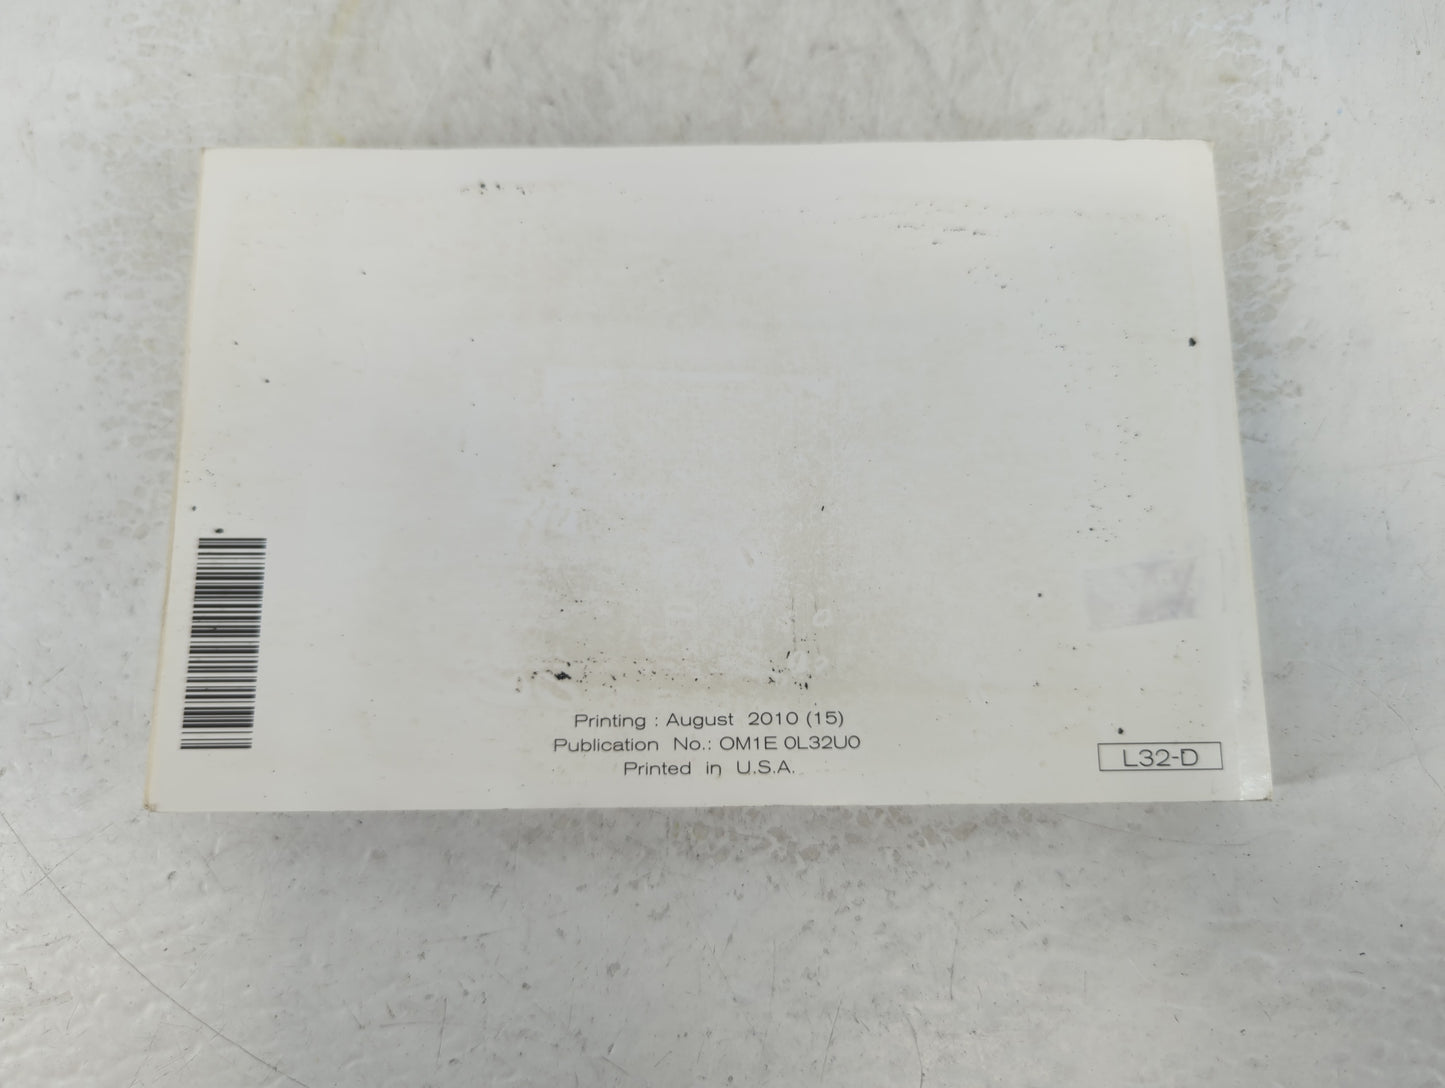 Printing : August 2010 (15)
Publication No.: OM1E 0L32U0
Printed in U.S.A.
L32-D